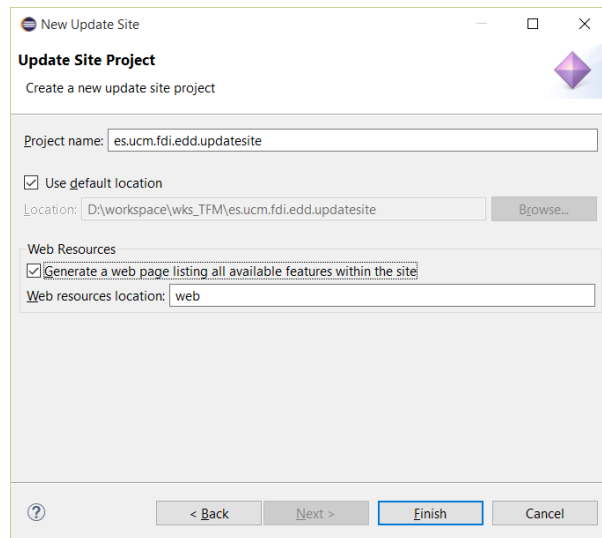 New Update Site
Update Site Project
Create a new update site project
Project name: es.ucm.fdi.edd.updatesite
Use default location
Location: D:\workspace\wks_TFM\es.ucm.fdi.edd.updatesite Browse...
Web Resources
Generate a web page listing all available features within the site
Web resources location: web
? < Back Next > Finish Cancel